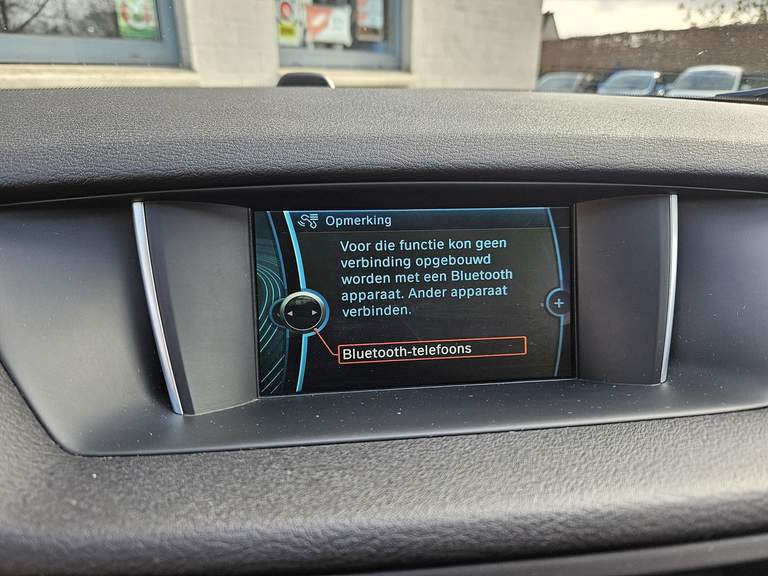 Opmerking
Voor die functie kon geen
verbinding opgebouwd
worden met een Bluetooth
apparaat. Ander apparaat
verbinden.
Bluetooth-telefoons